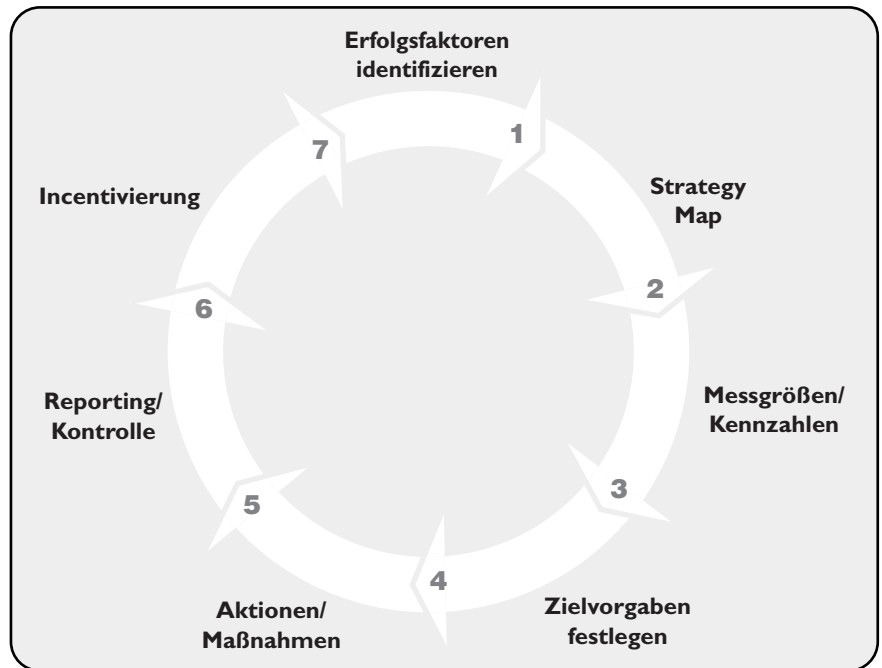 Erfolgsfaktoren
identifizieren
1
Strategy
Map
2
Messgrößen/
Kennzahlen
3
Zielvorgaben
festlegen
4
Aktionen/
Maßnahmen
5
Reporting/
Kontrolle
6
Incentivierung
7